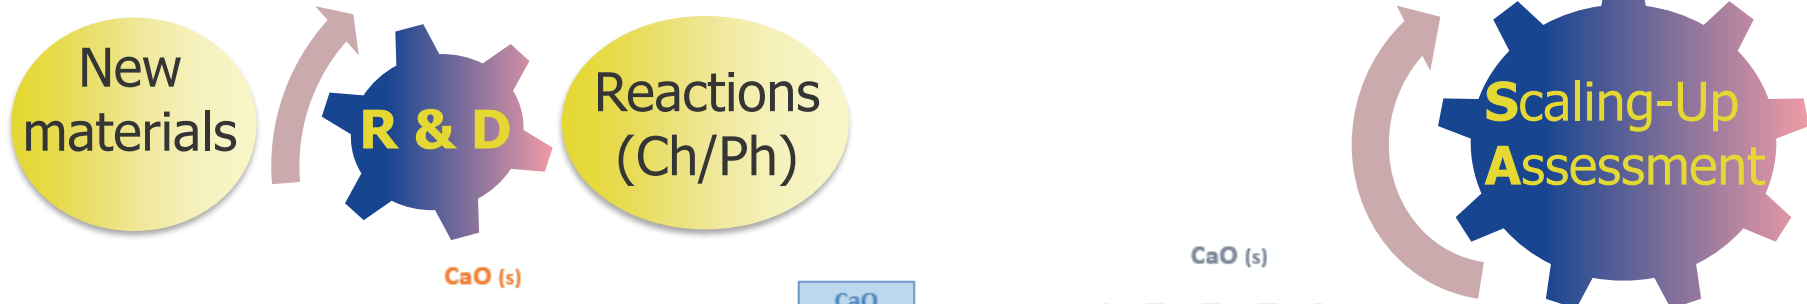 New
materials
R & D
Reactions
(Ch/Ph)
Scaling-Up
Assessment
CaO (s)
CaO
CaO (s)